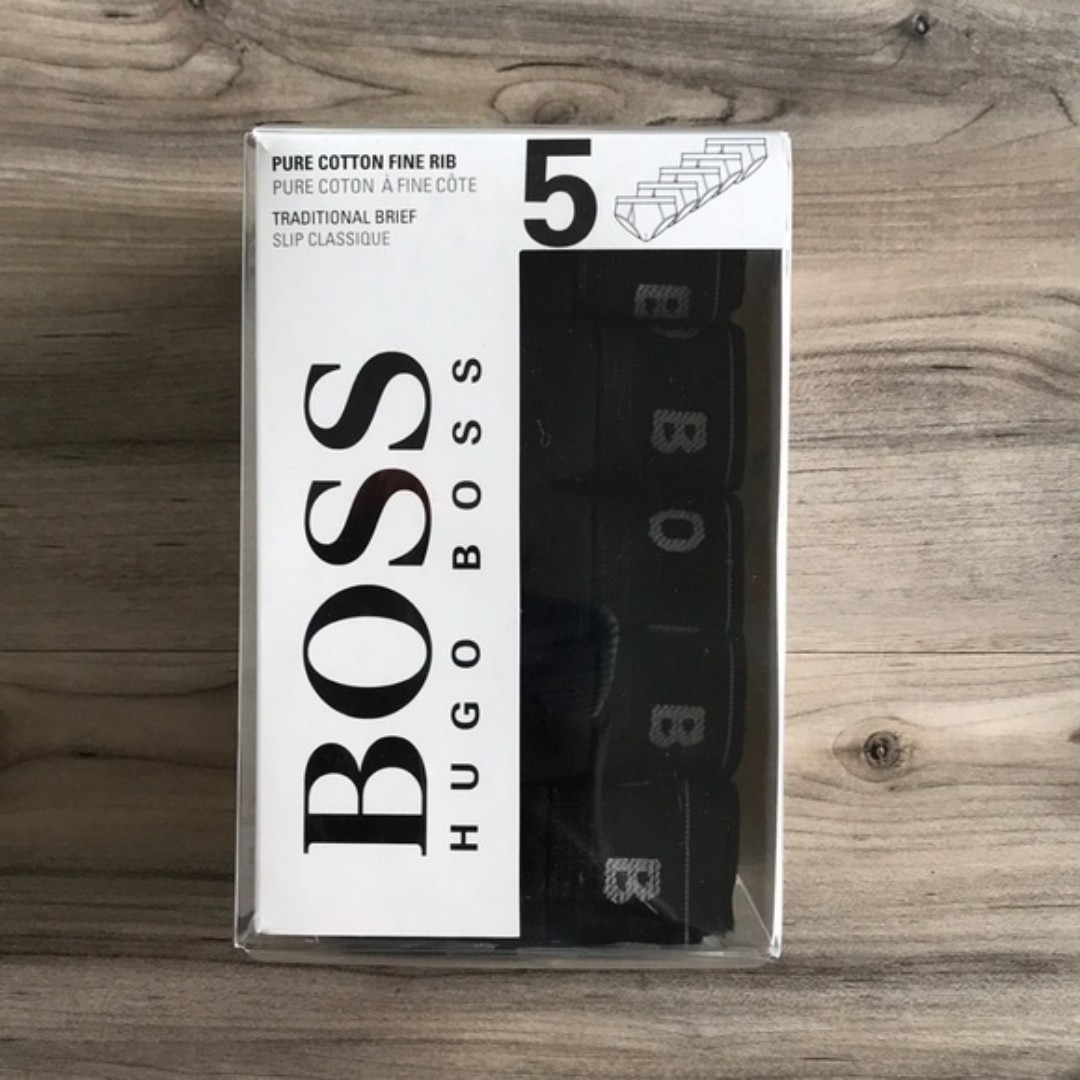 PURE COTTON FINE RIB
PURE COTON À FINE CÔTE
TRADITIONAL BRIEF
SLIP CLASSIQUE
5
BOSS
HUGO BOSS
B
B
O
B
B